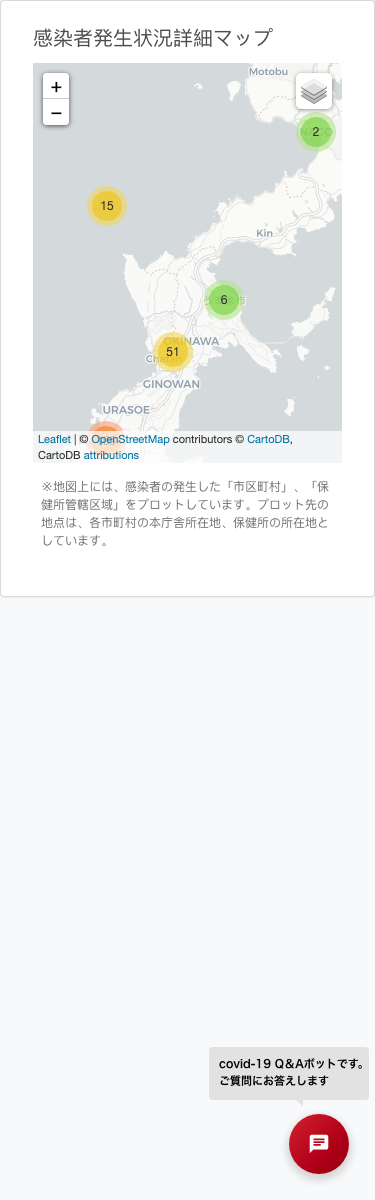 感染者発生状況詳細マップ
Motobu
+
−
2
15
Kin
6
OKINAWA
51
GINOWAN
URASOE
Leaflet | © OpenStreetMap contributors © CartoDB,
CartoDB attributions
※地図上には、感染者の発生した「市区町村」、「保
健所管轄区域」をプロットしています。プロット先の
地点は、各市町村の本庁舎所在地、保健所の所在地と
しています。
covid-19 Q&Aボットです。
ご質問にお答えします